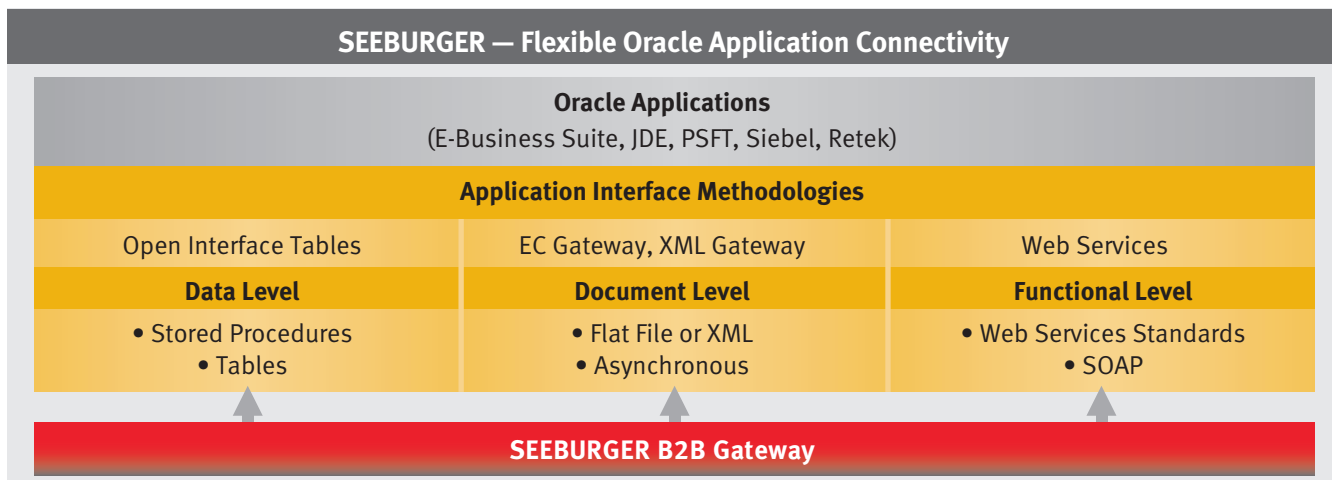 SEEBURGER — Flexible Oracle Application Connectivity
Oracle Applications
(E-Business Suite, JDE, PSFT, Siebel, Retek)
Application Interface Methodologies
Open Interface Tables
EC Gateway, XML Gateway
Web Services
Data Level
Document Level
Functional Level
• Stored Procedures
• Tables
• Flat File or XML
• Asynchronous
• Web Services Standards
• SOAP
SEEBURGER B2B Gateway